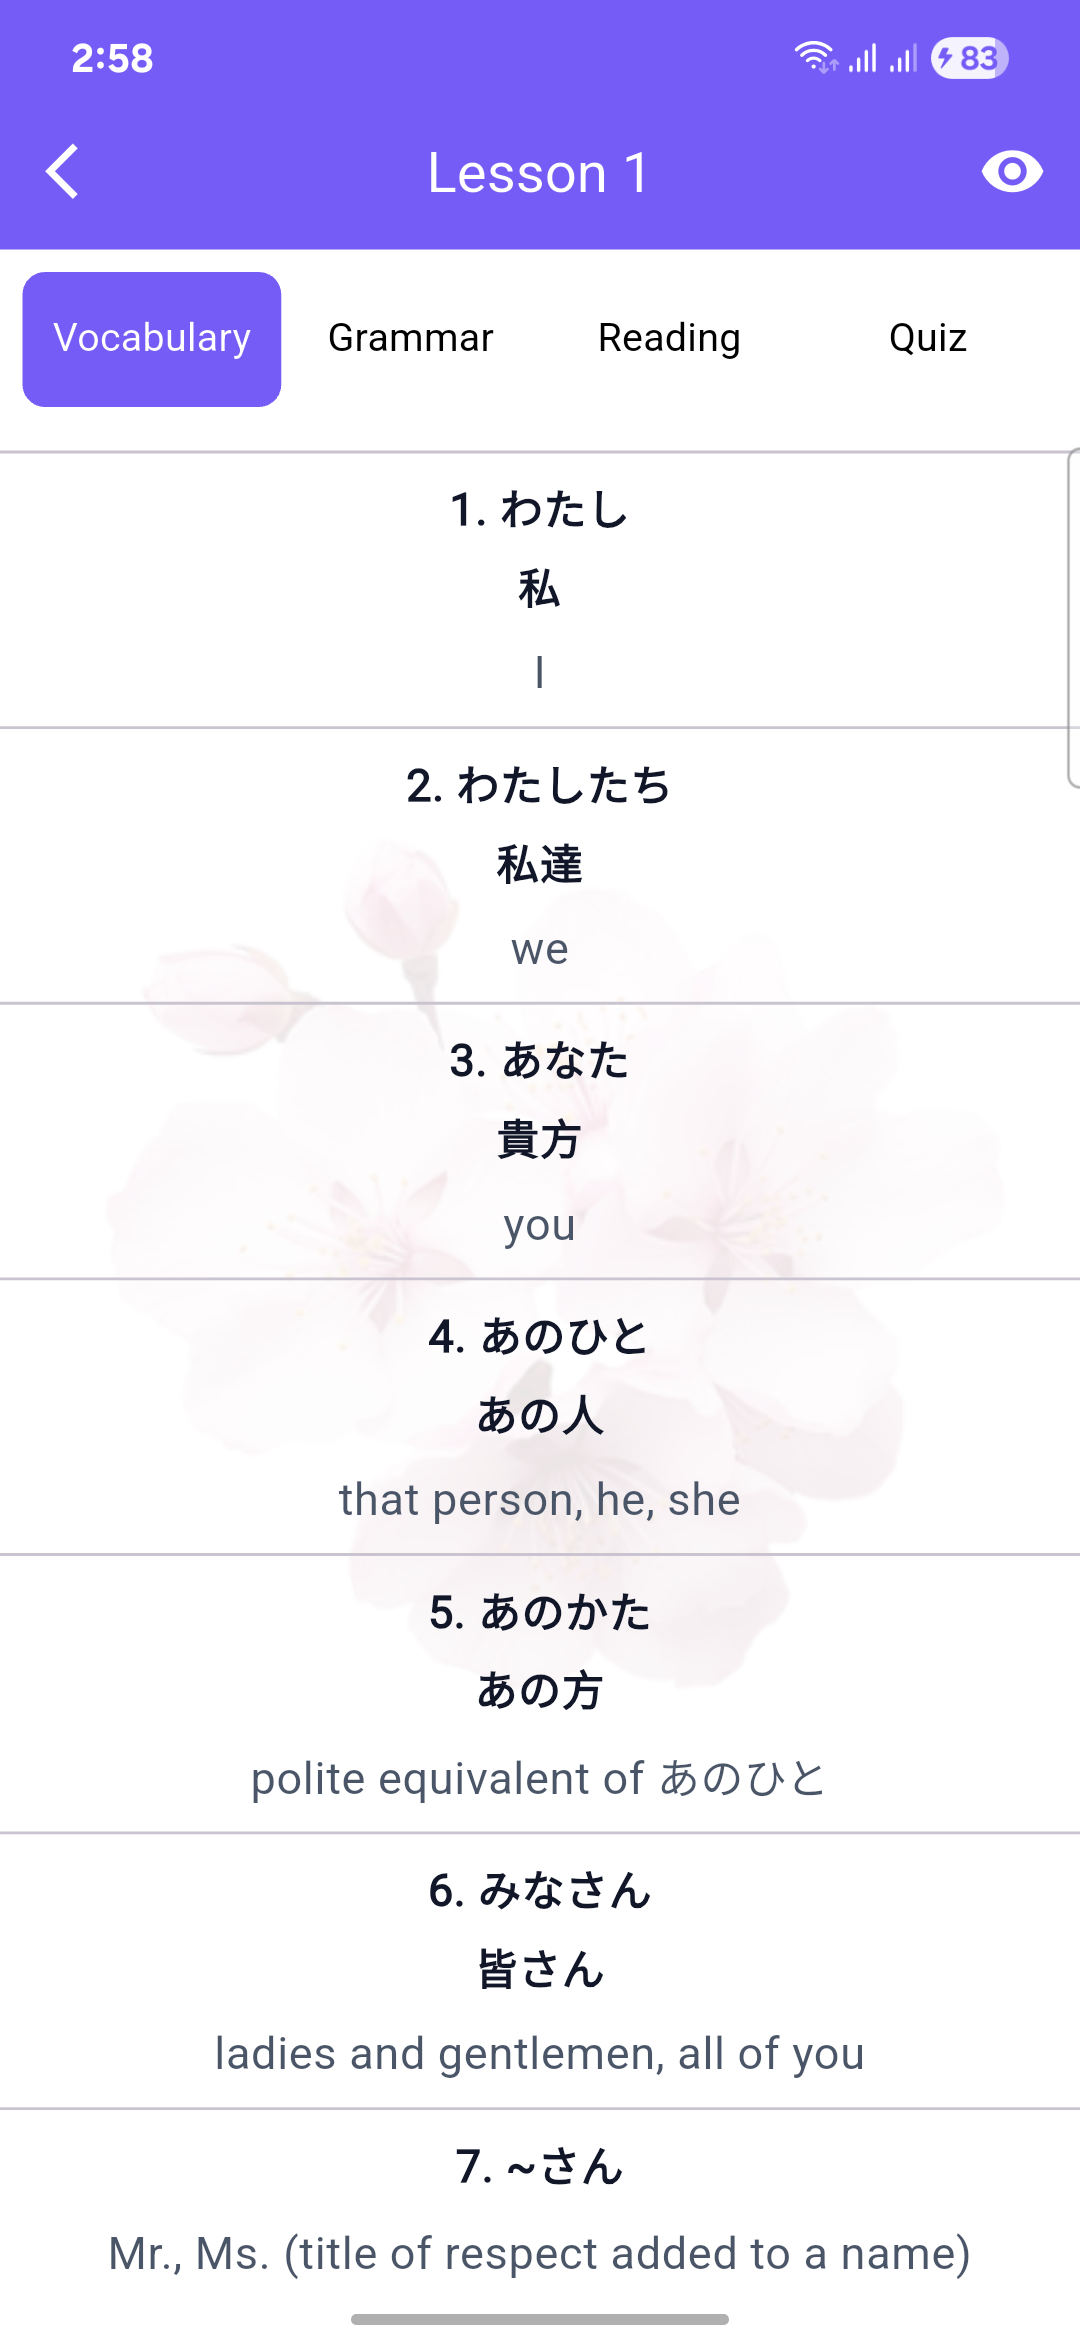 2:58
83
Lesson 1
Vocabulary Grammar Reading Quiz
1. わたし
私
I
2. わたしたち
私達
we
3. あなた
貴方
you
4. あのひと
あの人
that person, he, she
5. あのかた
あの方
polite equivalent of あのひと
6. みなさん
皆さん
ladies and gentlemen, all of you
7. ~さん
Mr., Ms. (title of respect added to a name)